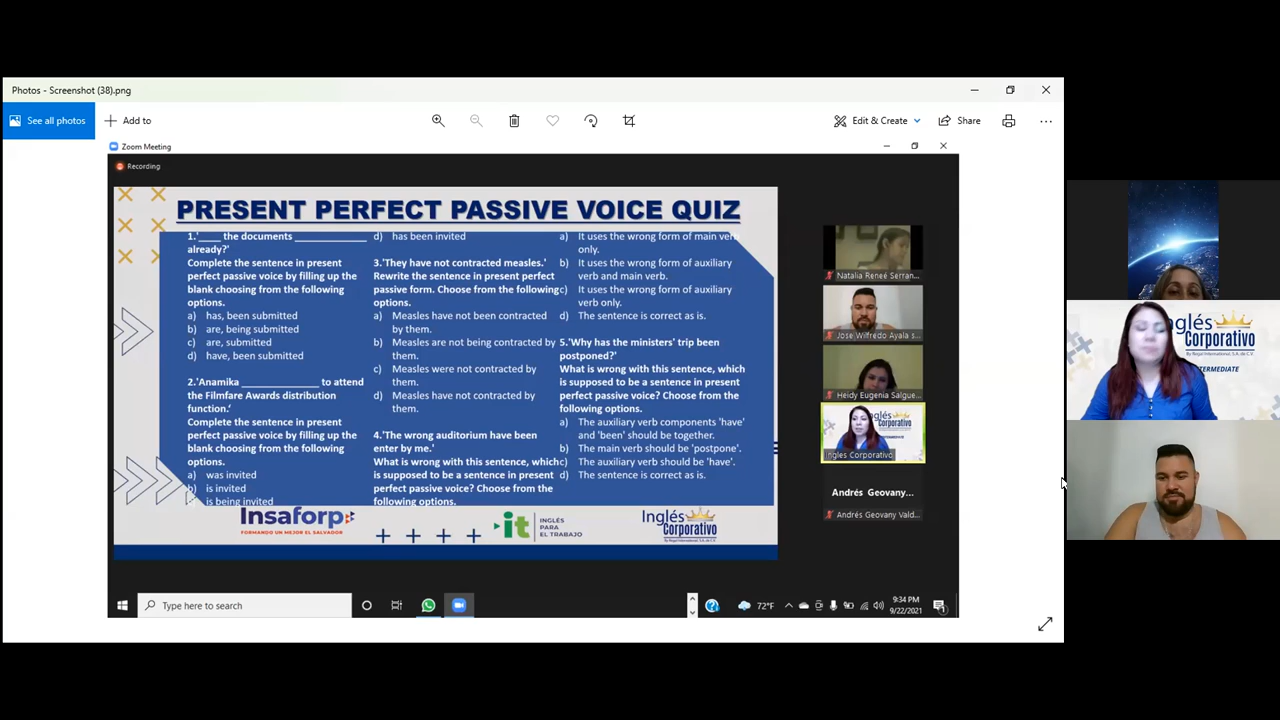 Photos - Screenshot (38).png
See all photos
Add to
Edit & Create
Share
Zoom Meeting
Recording
PRESENT PERFECT PASSIVE VOICE QUIZ
1.'____ the documents ______________
already?'
Complete the sentence in present
perfect passive voice by filling up the
blank choosing from the following
options.
a) has, been submitted
b) are, being submitted
c) are, submitted
d) have, been submitted
2.'Anamika _______________ to attend
the Filmfare Awards distribution
function.'
Complete the sentence in present
perfect passive voice by filling up the
blank choosing from the following
options.
a) was invited
b) is invited
is being invited
d) has been invited
3.'They have not contracted measles.'
Rewrite the sentence in present perfect
passive form. Choose from the following
options.
a) Measles have not been contracted
by them.
b) Measles are not being contracted by
them.
c) Measles were not contracted by
them.
d) Measles have not contracted by
them.
4.'The wrong auditorium have been
enter by me.'
What is wrong with this sentence, which
is supposed to be a sentence in present
perfect passive voice? Choose from the
following options.
a) It uses the wrong form of main verb
only.
b) It uses the wrong form of auxiliary
verb and main verb.
c) It uses the wrong form of auxiliary
verb only.
d) The sentence is correct as is.
5.'Why has the ministers' trip been
postponed?'
What is wrong with this sentence, which
is supposed to be a sentence in present
perfect passive voice? Choose from the
following options.
a) The auxiliary verb components 'have'
and 'been' should be together.
b) The main verb should be 'postpone'.
c) The auxiliary verb should be 'have'.
d) The sentence is correct as is.
Insaforp
FORMANDO UN MEJOR EL SALVADOR
it
INGLÉS
PARA
EL TRABAJO
Inglés
Corporativo
By Regal International, S.A. de C.V.
Natalia Reneé Serran...
Jose Wilfredo Ayala s...
Heidy Eugenia Salgue...
Ingles Corporativo
Andrés Geovany...
Andrés Geovany Vald...
Type here to search
72°F
9:34 PM
9/22/2021
nglés
Corporativo
By Regal International, S.A. de C.V.
TERMEDIATE